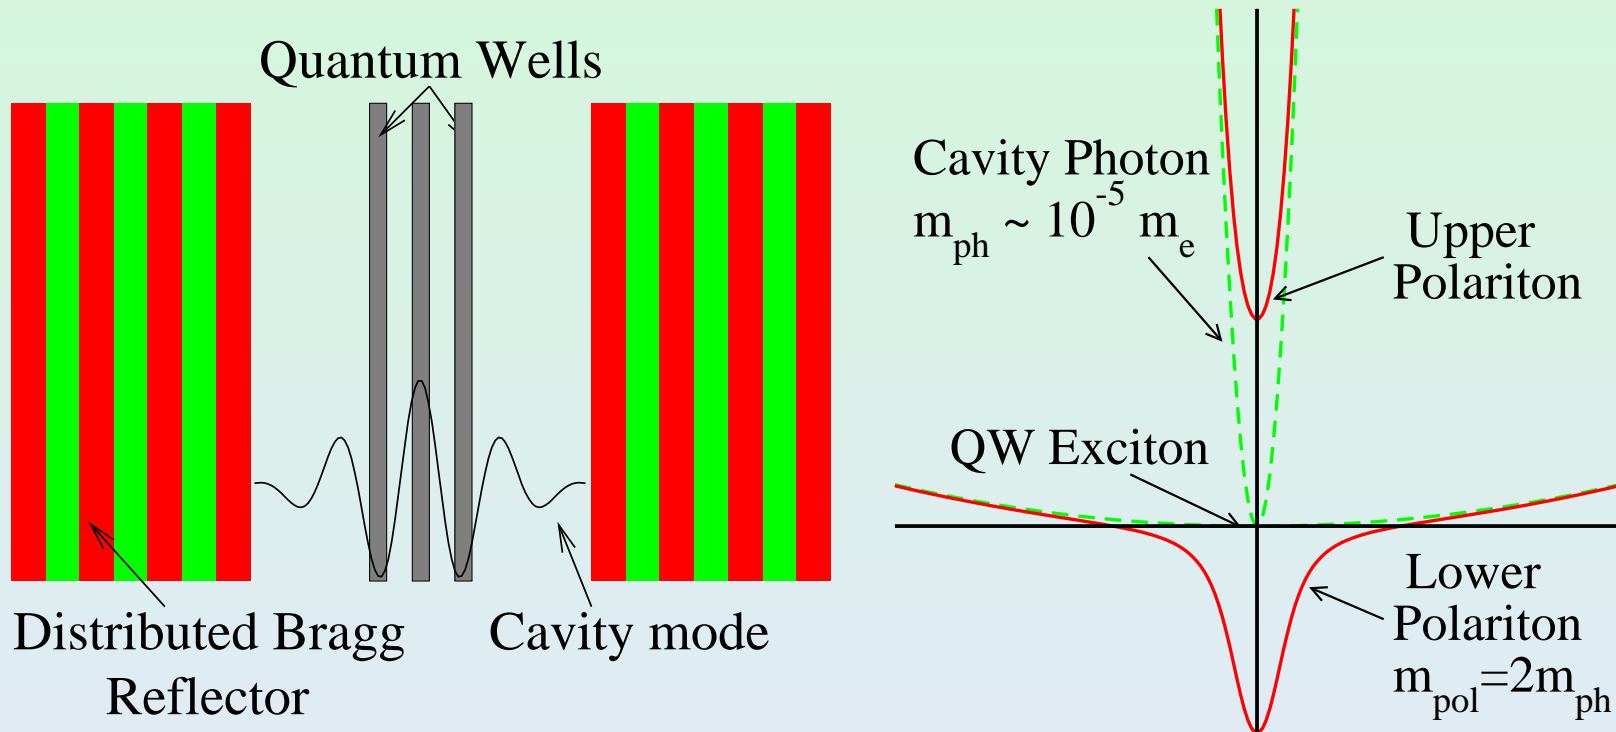 Quantum Wells
Distributed Bragg
Reflector
Cavity mode
Cavity Photon
m_ph ~ 10^-5 m_e
Upper
Polariton
QW Exciton
Lower
Polariton
m_pol=2m_ph